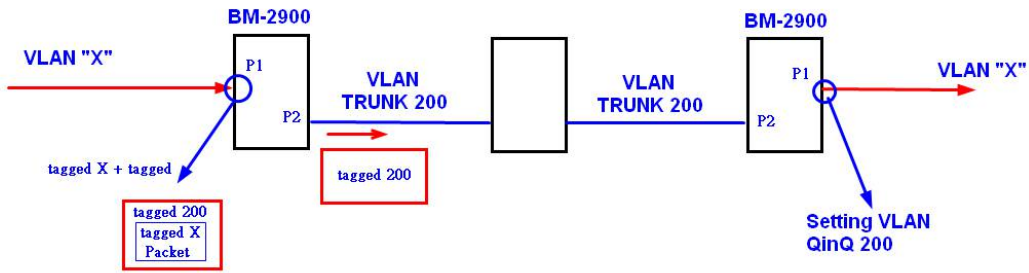 BM-2900
BM-2900
VLAN "X"
P1
VLAN
TRUNK 200
VLAN
TRUNK 200
P1
VLAN "X"
P2
P2
tagged X + tagged
tagged 200
tagged 200
tagged X
Packet
Setting VLAN
QinQ 200